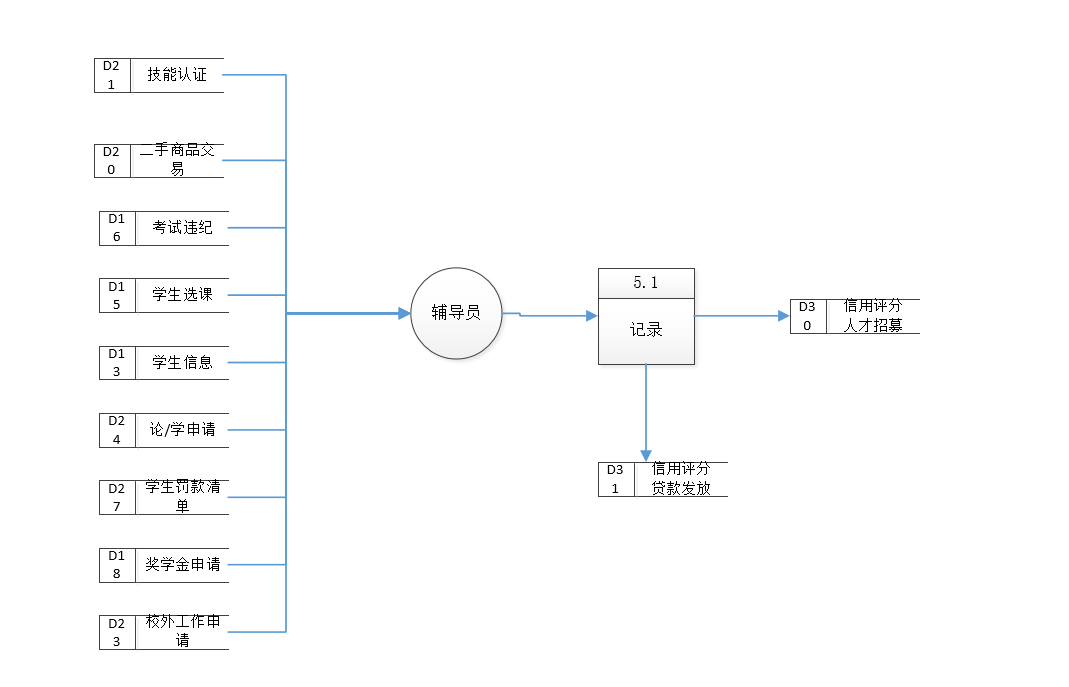 D2
1
技能认证
D2
0
二手商品交
易
D1
6
考试违纪
D1
5
学生选课
D1
3
学生信息
D2
4
论/学申请
D2
7
学生罚款清
单
D1
8
奖学金申请
D2
3
校外工作申
请
辅导员
5.1
记录
D3
0
信用评分
人才招募
D3
1
信用评分
贷款发放